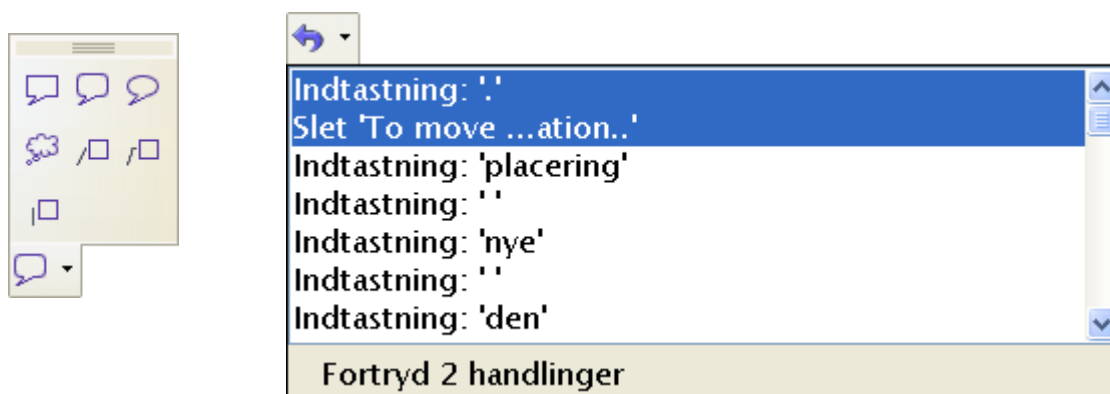 Indtastning: '.'
Slet 'To move ...ation..'
Indtastning: 'placering'
Indtastning: ' '
Indtastning: 'nye'
Indtastning: ' '
Indtastning: 'den'
Fortryd 2 handlinger